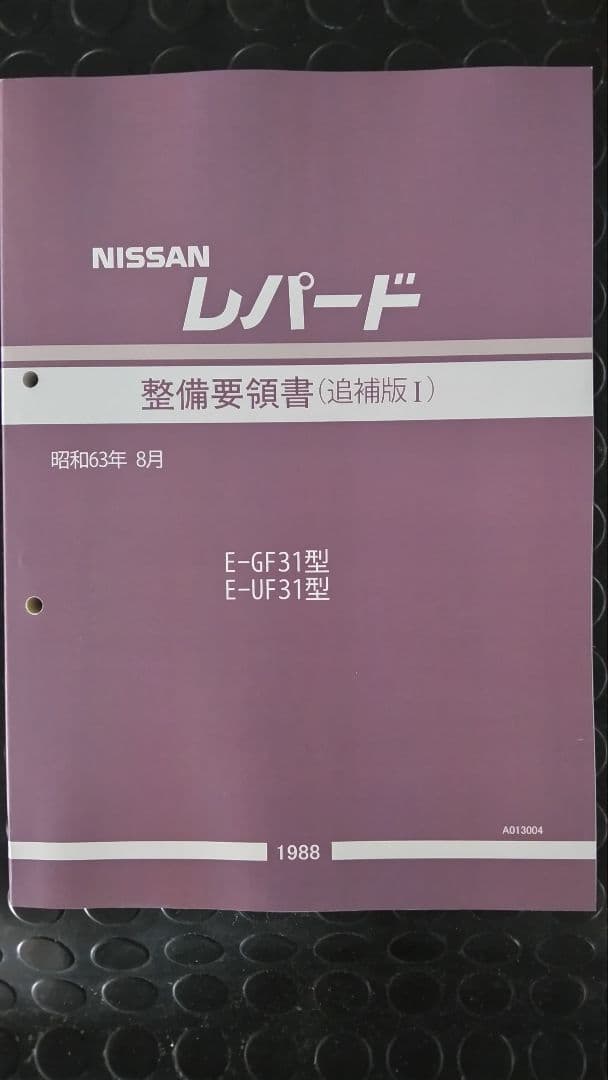 NISSAN
レパード
整備要領書(追補版I)
昭和63年 8月
E-GF31型
E-UF31型
A013004
1988